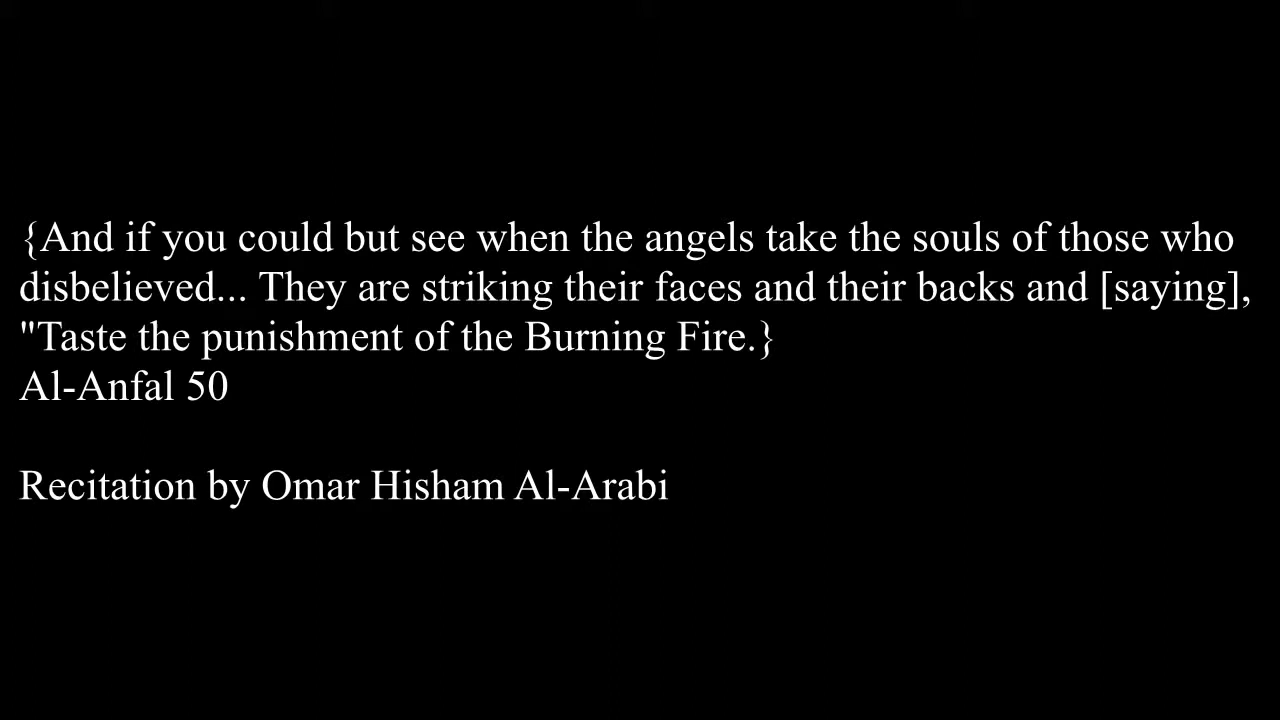 {And if you could but see when the angels take the souls of those who
disbelieved... They are striking their faces and their backs and [saying],
"Taste the punishment of the Burning Fire.}
Al-Anfal 50
Recitation by Omar Hisham Al-Arabi